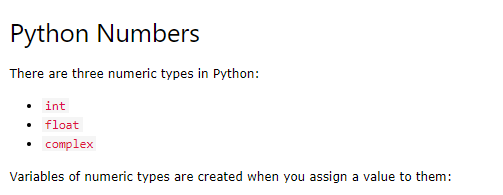 Python Numbers
There are three numeric types in Python:
int
float
complex
Variables of numeric types are created when you assign a value to them: